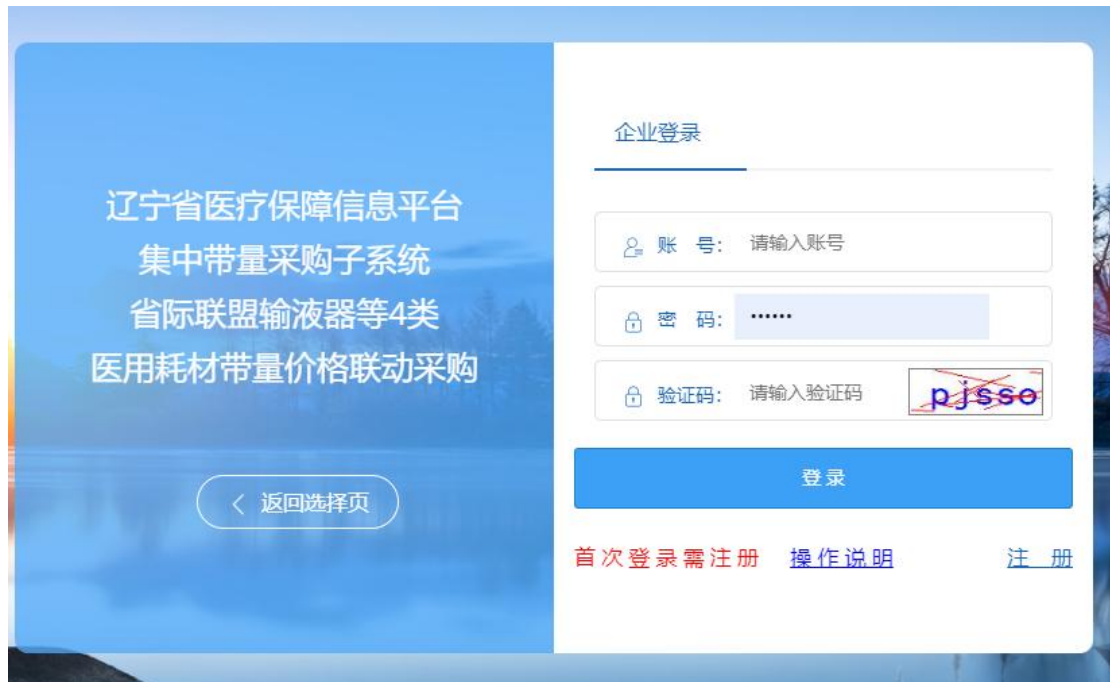 辽宁省医疗保障信息平台
集中带量采购子系统
省际联盟输液器等4类
医用耗材带量价格联动采购
< 返回选择页
企业登录
账 号: 请输入账号
密 码: ······
验证码: 请输入验证码 pjsso
登录
首次登录需注册 操作说明 注 册